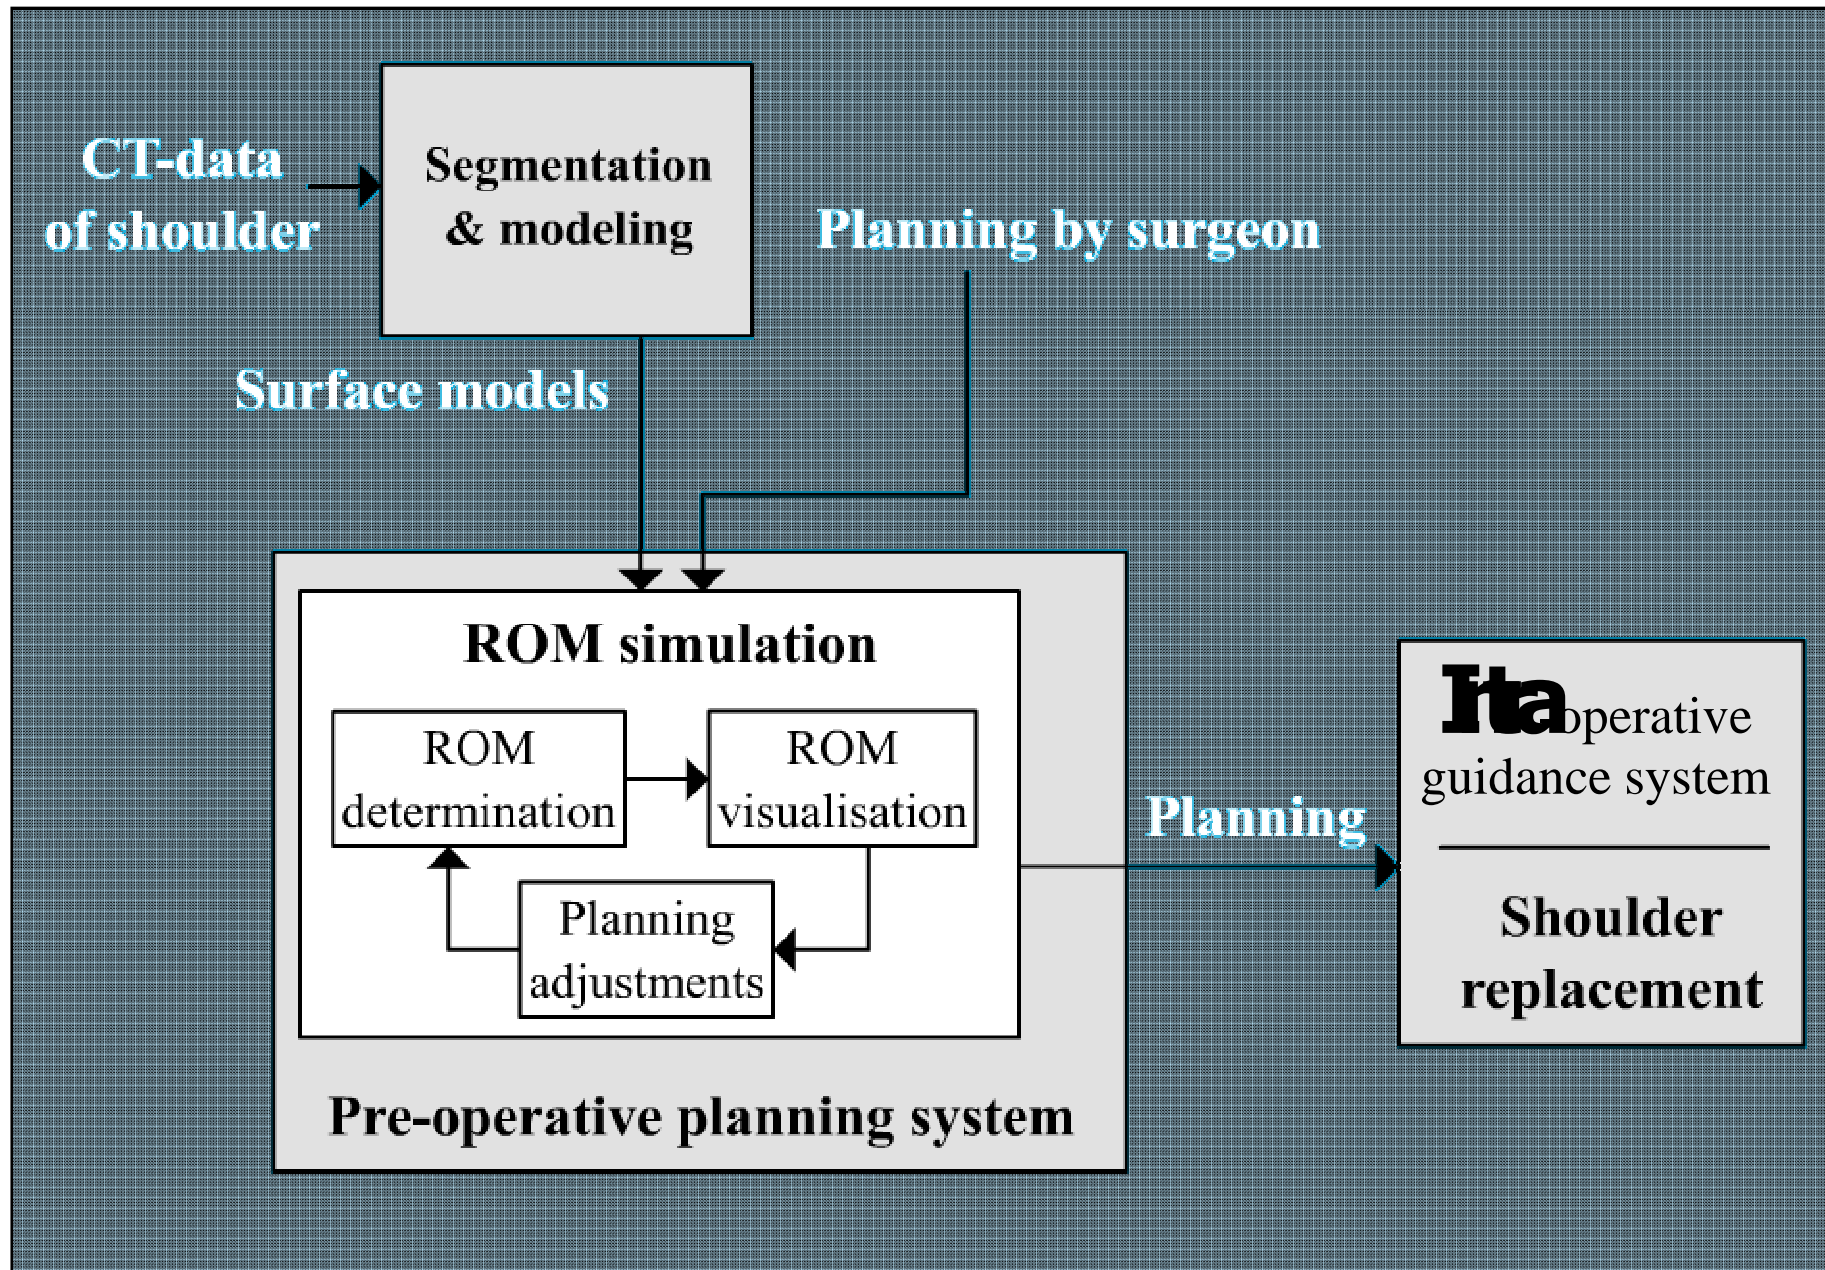 CT-data
of shoulder
Segmentation
& modeling
Planning by surgeon
Surface models
ROM simulation
ROM
determination
ROM
visualisation
Planning
adjustments
Pre-operative planning system
Planning
operative
guidance system
Shoulder
replacement